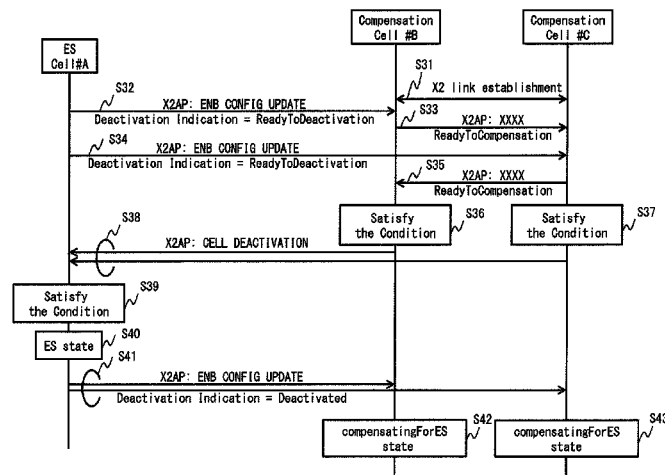 Compensation
Cell #B
Compensation
Cell #C
ES
Cell#A
S31
X2 link establishment
S32
X2AP: ENB CONFIG UPDATE
Deactivation Indication = ReadyToDeactivation
S33
X2AP: XXXX
ReadyToCompensation
S34
X2AP: ENB CONFIG UPDATE
Deactivation Indication = ReadyToDeactivation
S35
X2AP: XXXX
ReadyToCompensation
Satisfy
the Condition
S36
Satisfy
the Condition
S37
S38
X2AP: CELL DEACTIVATION
Satisfy
the Condition
S39
ES state
S40
S41
X2AP: ENB CONFIG UPDATE
Deactivation Indication = Deactivated
compensatingForES
state
S42
compensatingForES
state
S43